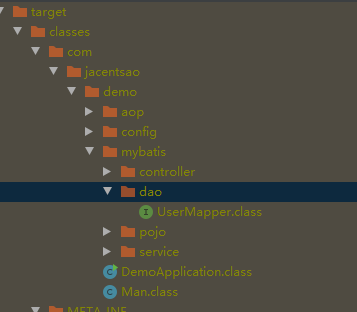 target
classes
com
jacentsao
demo
aop
config
mybatis
controller
dao
UserMapper.class
pojo
service
DemoApplication.class
Man.class
META-INF